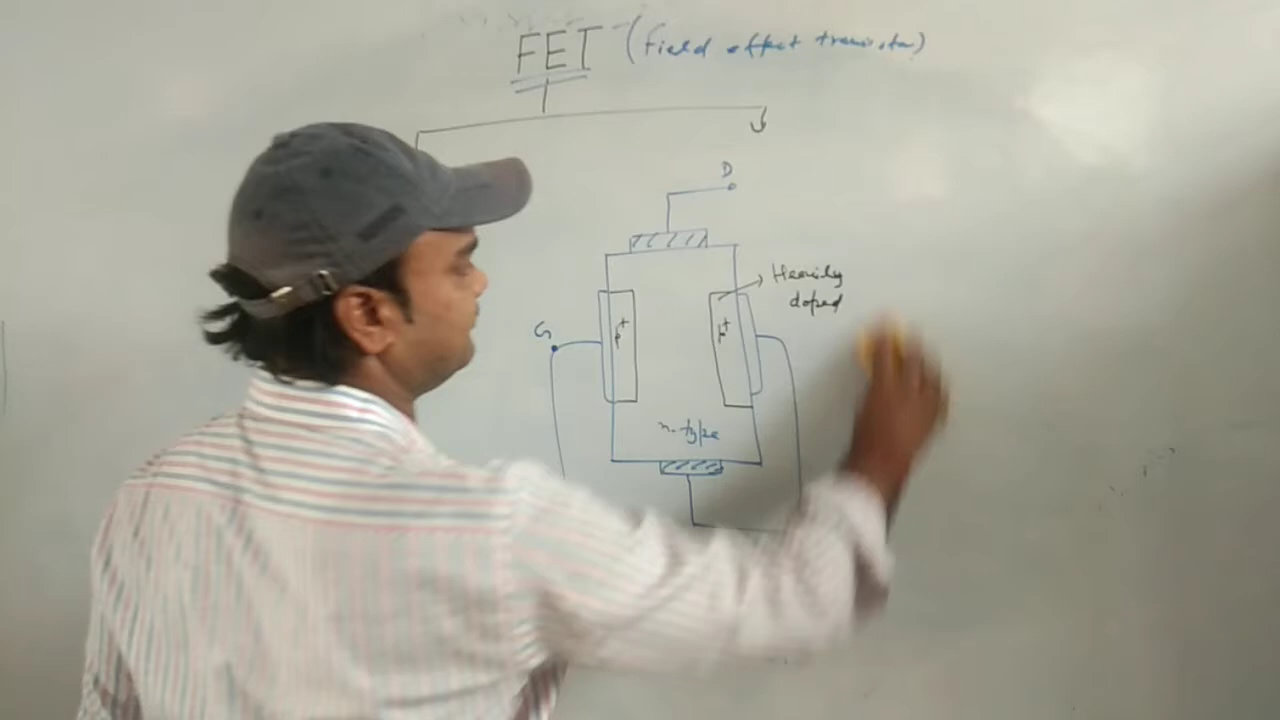 FET (field effect transistor)
D
Heavily
doped
G
p+
p+
n-type